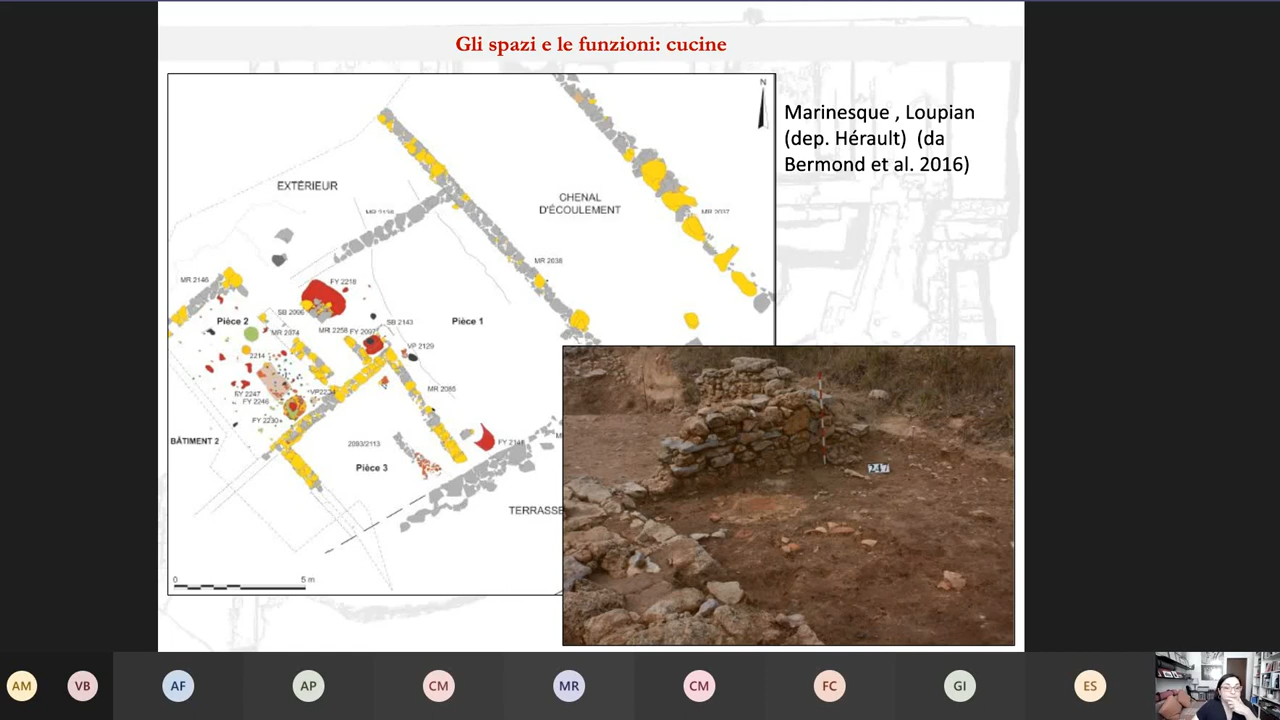 Gli spazi e le funzioni: cucine
Marinesque , Loupian
(dep. Hérault) (da
Bermond et al. 2016)
N
EXTÉRIEUR
CHENAL
D'ÉCOULEMENT
MR 2037
MR 2038
MR 2146
FY 2218
SB 2096
Pièce 2
MR 2074
MR 2258
FY 2097
SB 2143
Pièce 1
VP 2129
2214
FY 2247
FY 2246
MR 2085
FY 2230
BÂTIMENT 2
2093/2113
FY 2141
Pièce 3
TERRASSE
0
5 m
247
AM
VB
AF
AP
CM
MR
CM
FC
GI
ES